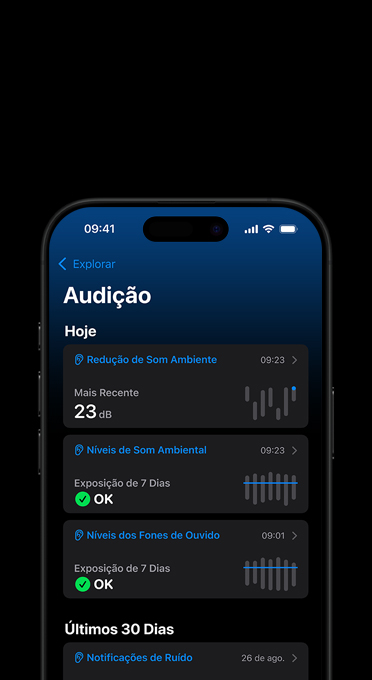 09:41
Explorar
Audição
Hoje
Redução de Som Ambiente 09:23
Mais Recente
23 dB
Níveis de Som Ambiental 09:23
Exposição de 7 Dias
OK
Níveis dos Fones de Ouvido 09:01
Exposição de 7 Dias
OK
Últimos 30 Dias
Notificações de Ruído 26 de ago.